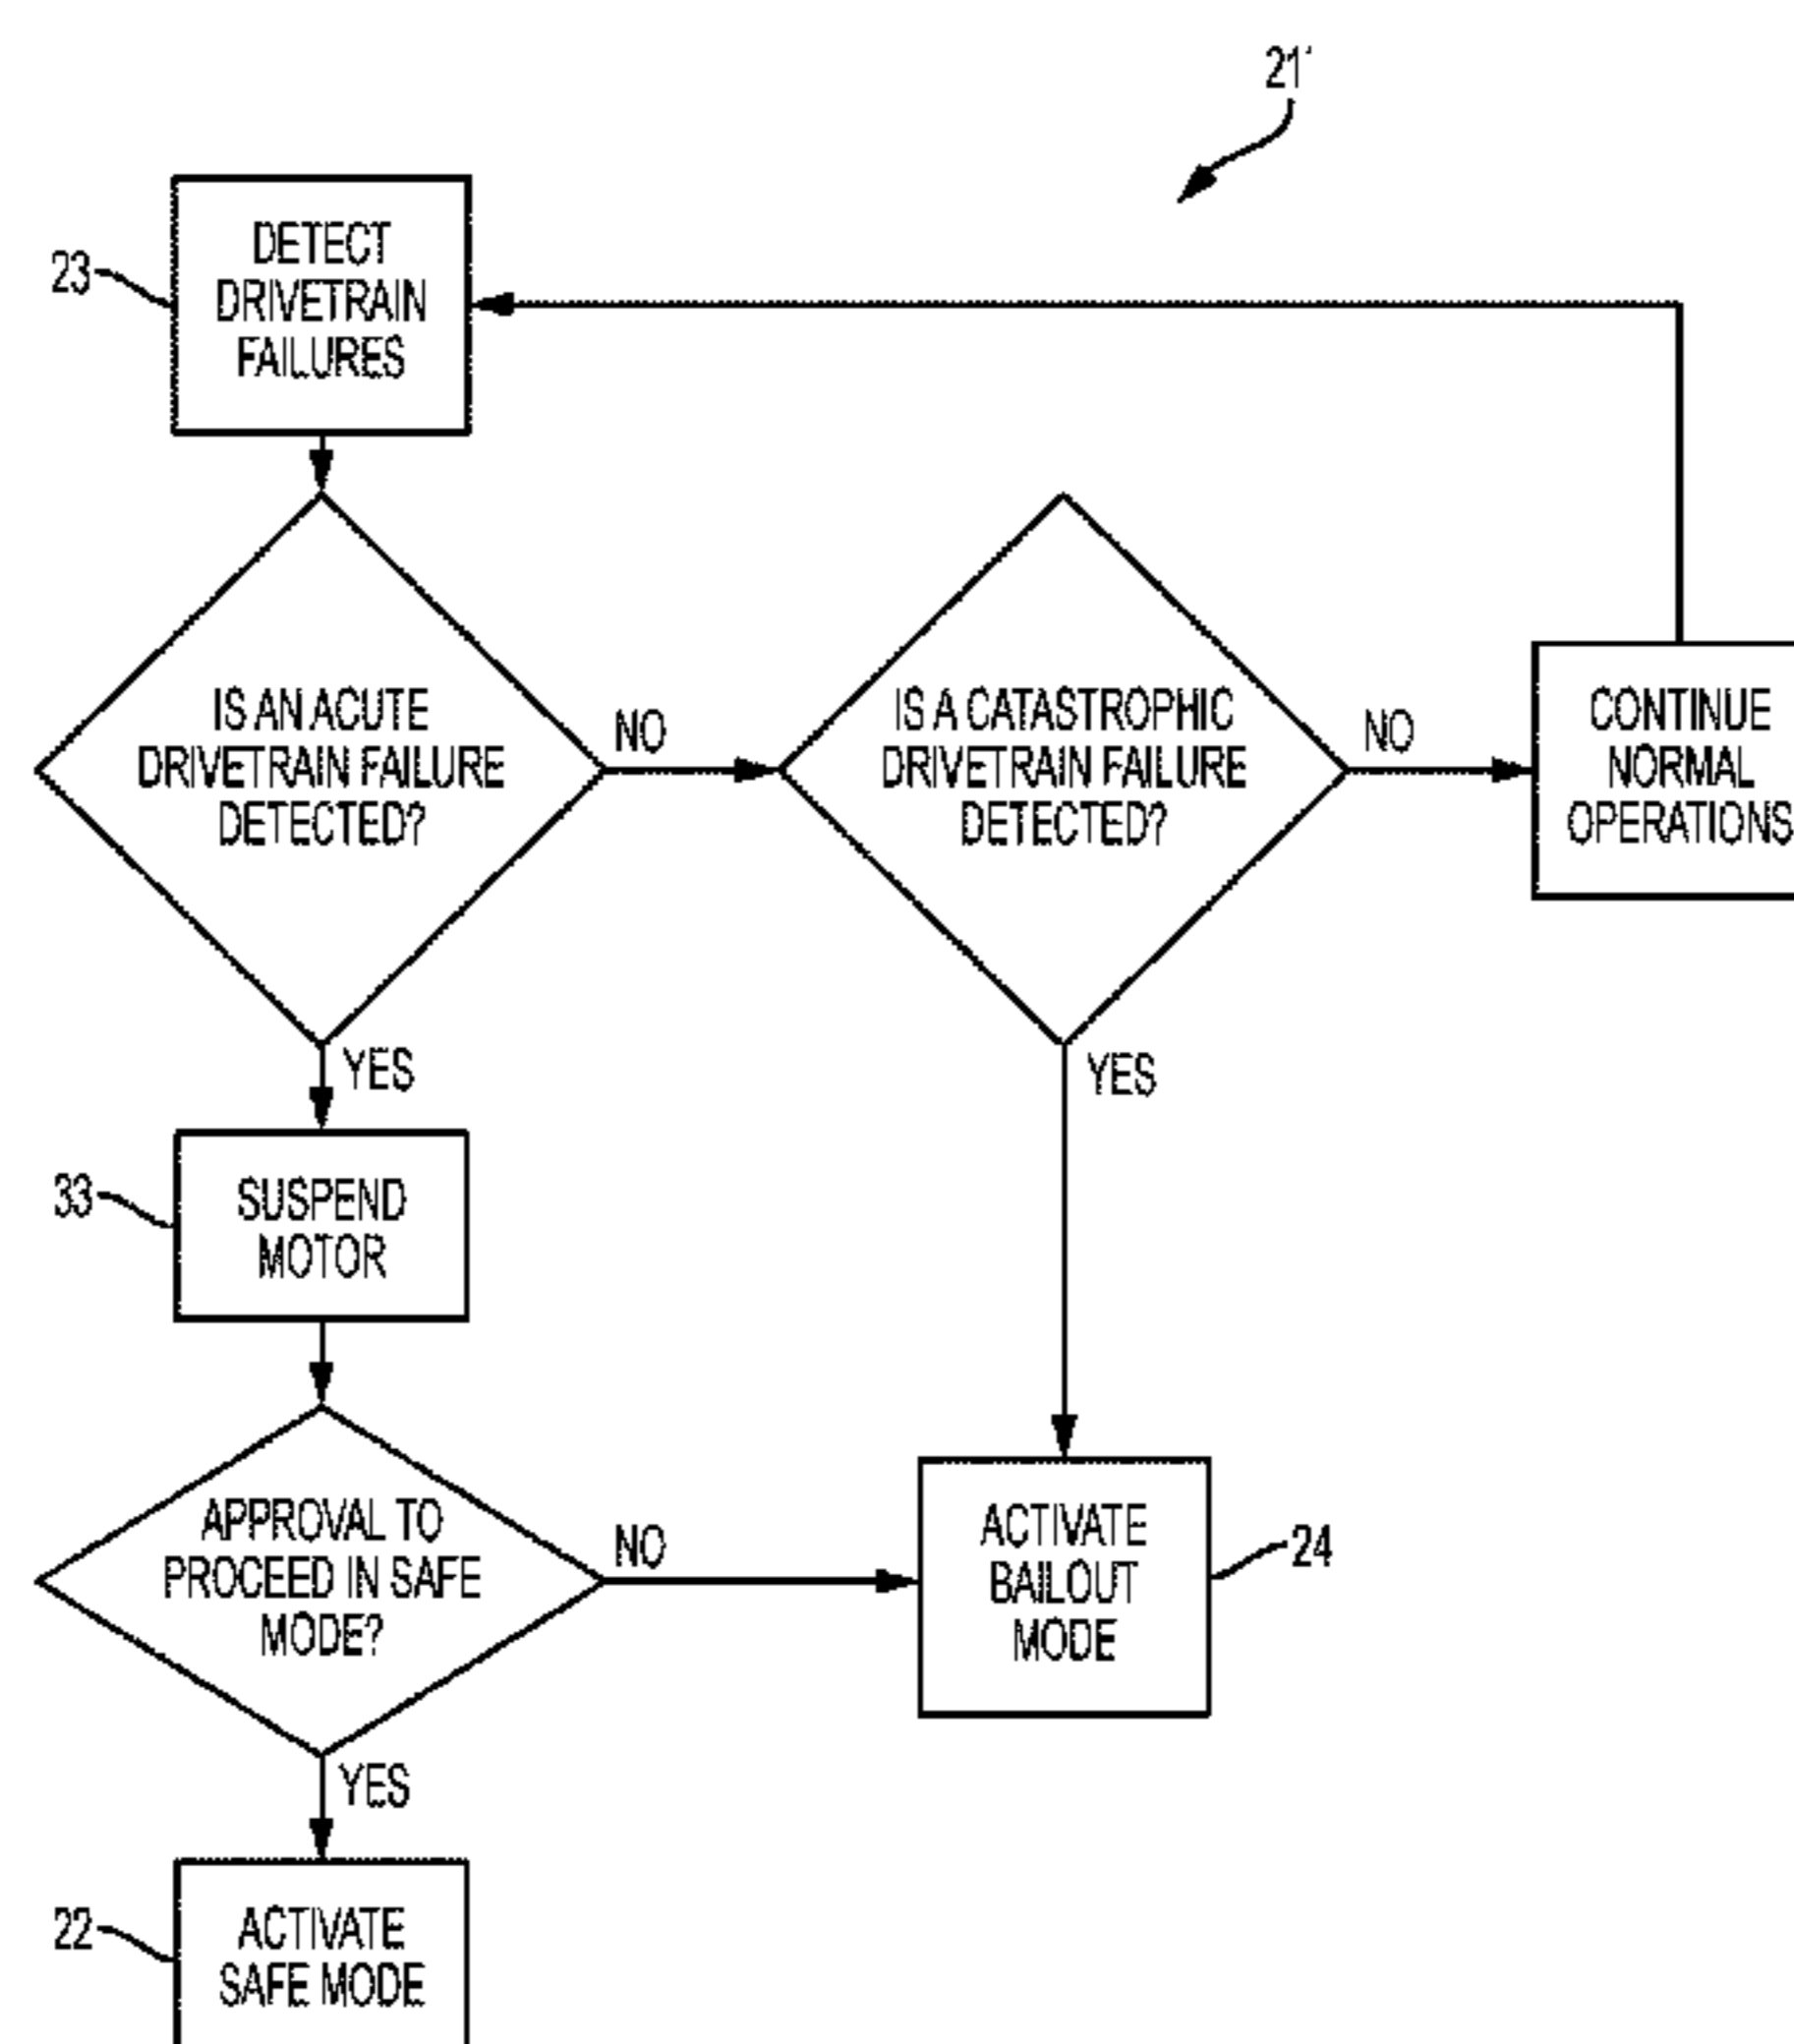 21'
23
DETECT
DRIVETRAIN
FAILURES
IS AN ACUTE
DRIVETRAIN FAILURE
DETECTED?
NO
IS A CATASTROPHIC
DRIVETRAIN FAILURE
DETECTED?
NO
CONTINUE
NORMAL
OPERATIONS
YES
YES
33
SUSPEND
MOTOR
APPROVAL TO
PROCEED IN SAFE
MODE?
NO
ACTIVATE
BAILOUT
MODE
24
YES
22
ACTIVATE
SAFE MODE